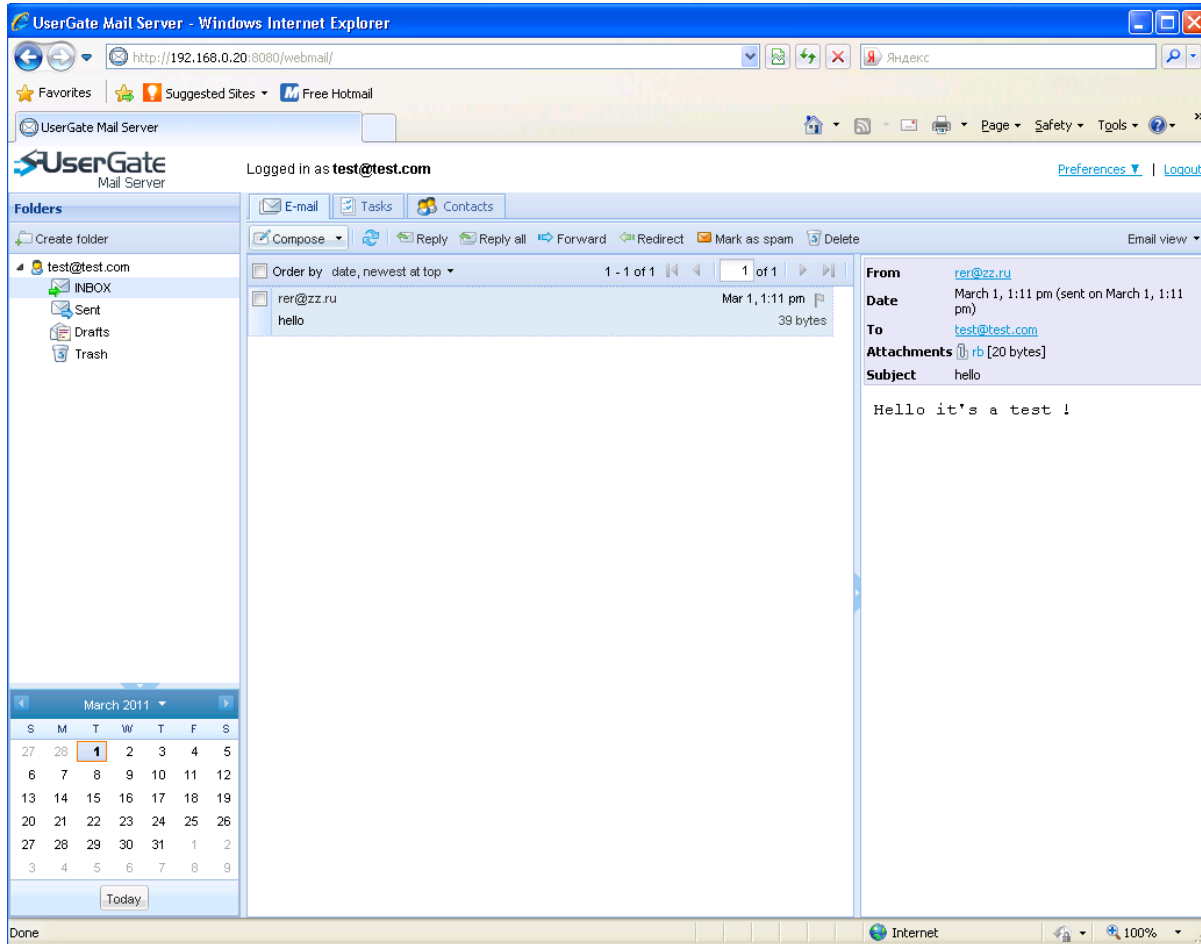 UserGate Mail Server - Windows Internet Explorer
http://192.168.0.20:8080/webmail/
Яндекс
Favorites Suggested Sites Free Hotmail
UserGate Mail Server Page Safety Tools »
UserGate
Mail Server
Logged in as test@test.com Preferences ▼ | Logout
Folders E-mail Tasks Contacts
Create folder Compose Reply Reply all Forward Redirect Mark as spam Delete Email view
test@test.com
INBOX
Sent
Drafts
Trash
Order by date, newest at top 1 - 1 of 1 1 of 1
rer@zz.ru Mar 1, 1:11 pm
hello 39 bytes
From rer@zz.ru
Date March 1, 1:11 pm (sent on March 1, 1:11
pm)
To test@test.com
Attachments rb [20 bytes]
Subject hello
Hello it's a test !
March 2011
S M T W T F S
27 28 1 2 3 4 5
6 7 8 9 10 11 12
13 14 15 16 17 18 19
20 21 22 23 24 25 26
27 28 29 30 31 1 2
3 4 5 6 7 8 9
Today
Done Internet 100%